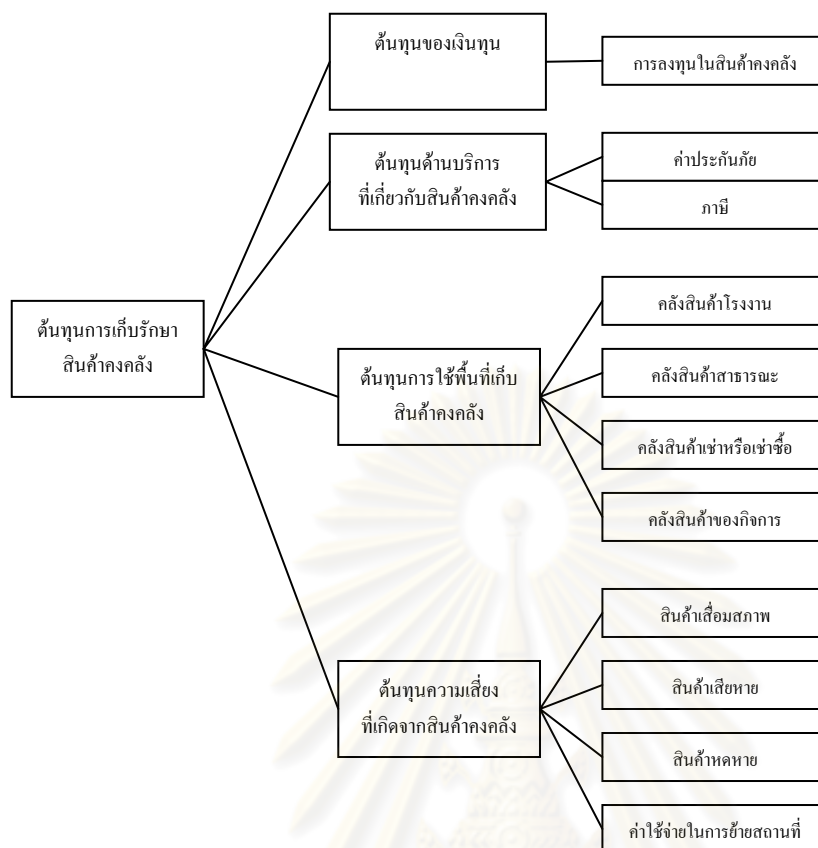 ต้นทุนของเงินทุน
การลงทุนในสินค้าคงคลัง
ต้นทุนด้านบริการ
ที่เกี่ยวกับสินค้าคงคลัง
ค่าประกันภัย
ภาษี
ต้นทุนการเก็บรักษา
สินค้าคงคลัง
ต้นทุนการใช้พื้นที่เก็บ
สินค้าคงคลัง
คลังสินค้าโรงงาน
คลังสินค้าสาธารณะ
คลังสินค้าเช่าหรือเช่าซื้อ
คลังสินค้าของกิจการ
ต้นทุนความเสี่ยง
ที่เกิดจากสินค้าคงคลัง
สินค้าเสื่อมสภาพ
สินค้าเสียหาย
สินค้าหดหาย
ค่าใช้จ่ายในการย้ายสถานที่